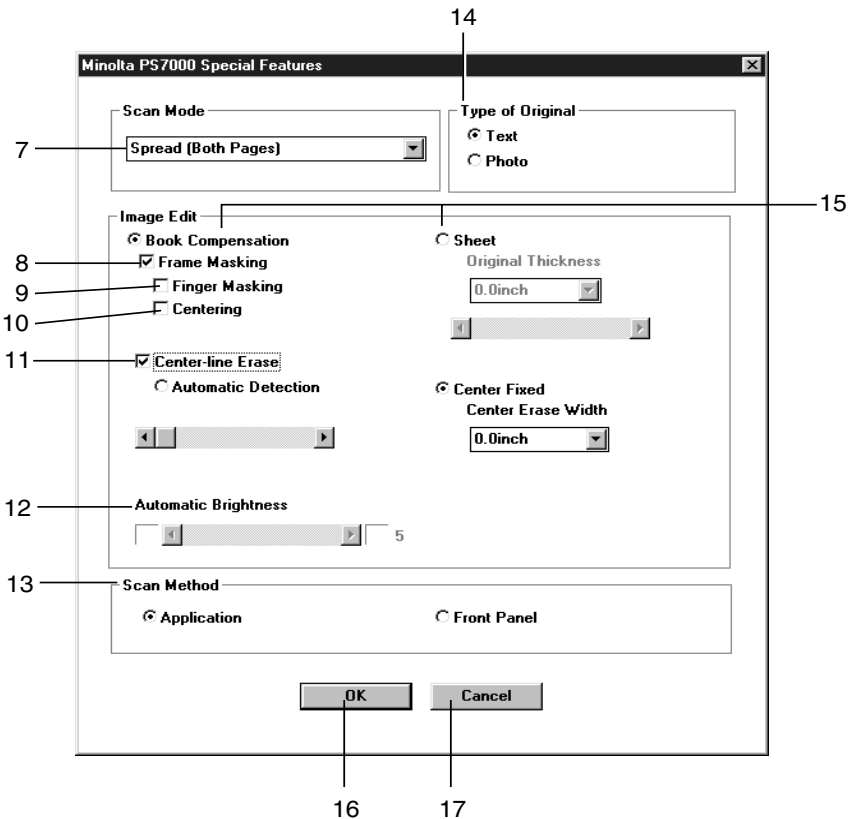 14
Minolta PS7000 Special Features
Scan Mode
Type of Original
7
Spread (Both Pages)
Text
Photo
15
Image Edit
Book Compensation
Sheet
8
Frame Masking
Original Thickness
9
Finger Masking
0.0inch
10
Centering
11
Center-line Erase
Automatic Detection
Center Fixed
Center Erase Width
0.0inch
12
Automatic Brightness
5
13
Scan Method
Application
Front Panel
OK
Cancel
16
17